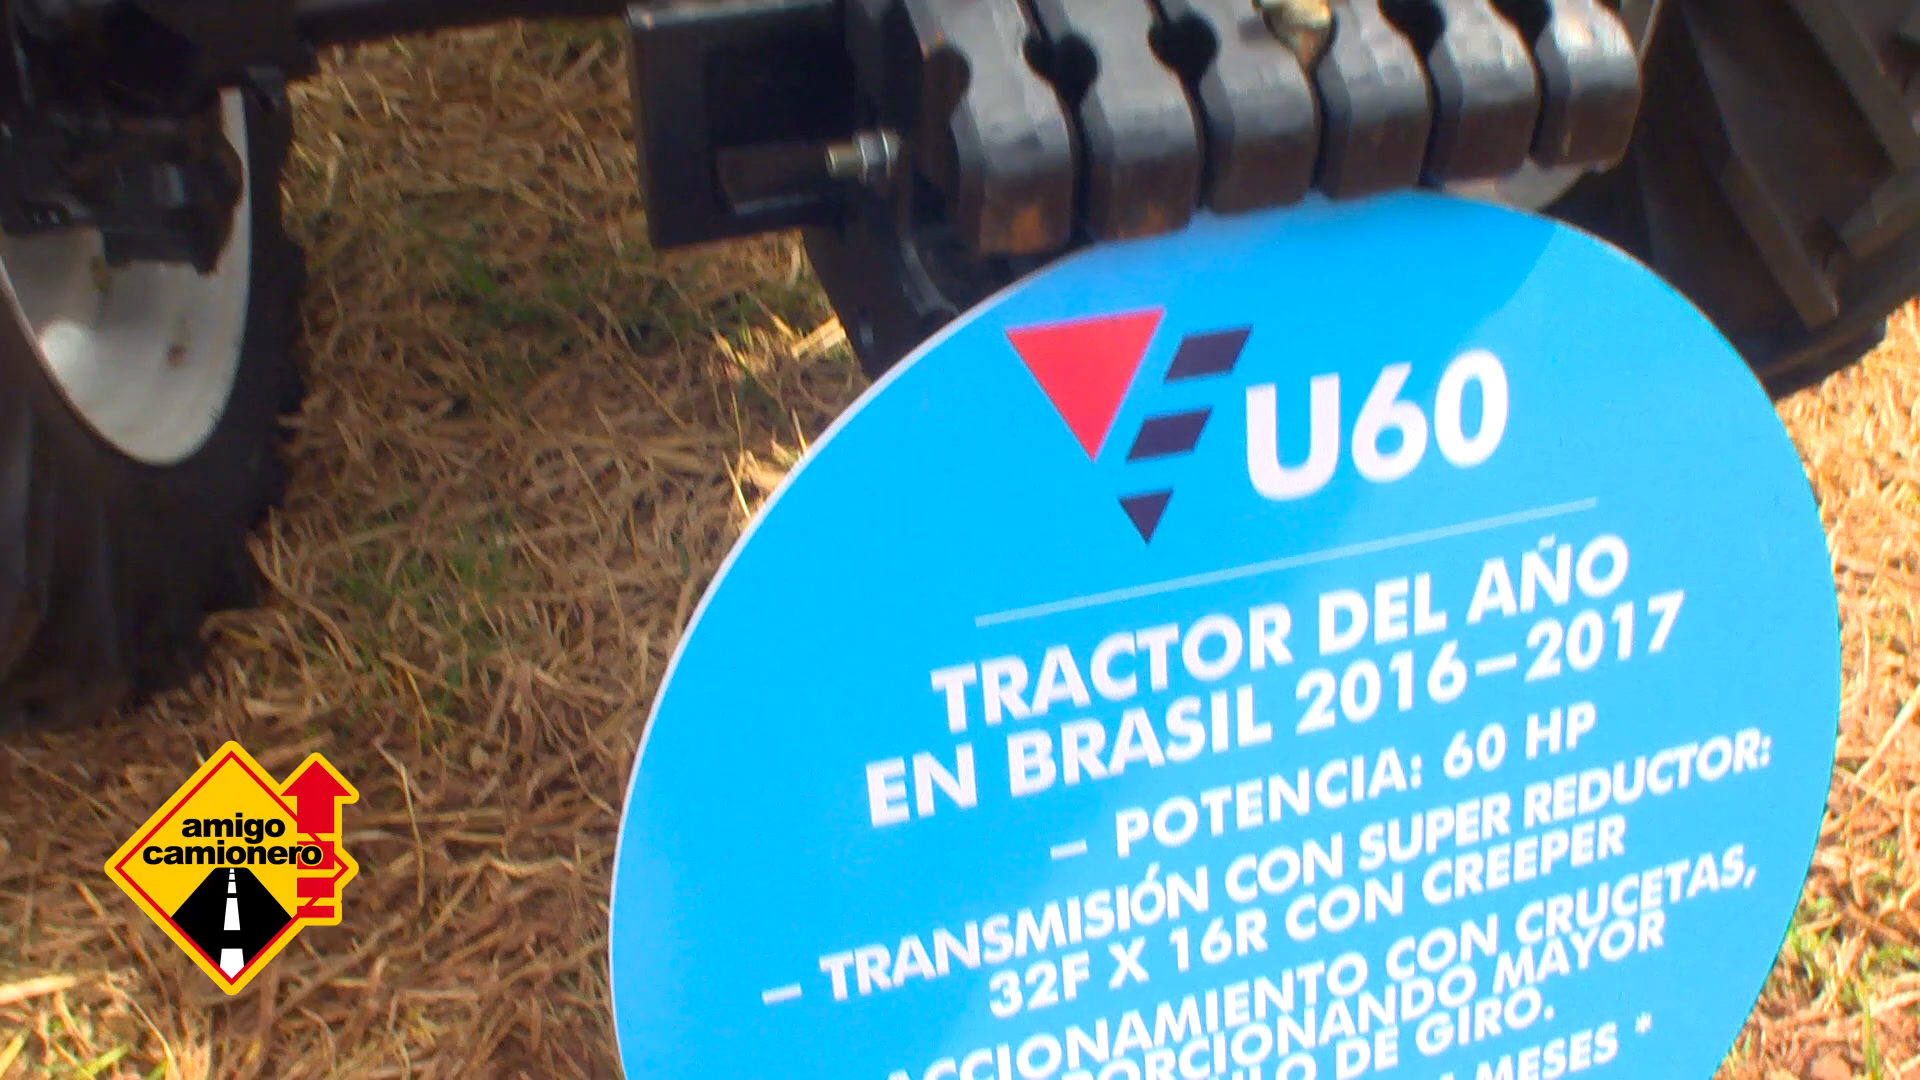 U60
TRACTOR DEL AÑO
EN BRASIL 2016–2017
– POTENCIA: 60 HP
– TRANSMISIÓN CON SUPER REDUCTOR:
32F X 16R CON CREEPER
ACCIONAMIENTO CON CRUCETAS,
PORCIONANDO MAYOR
DE GIRO.
MESES *
amigo
camionero